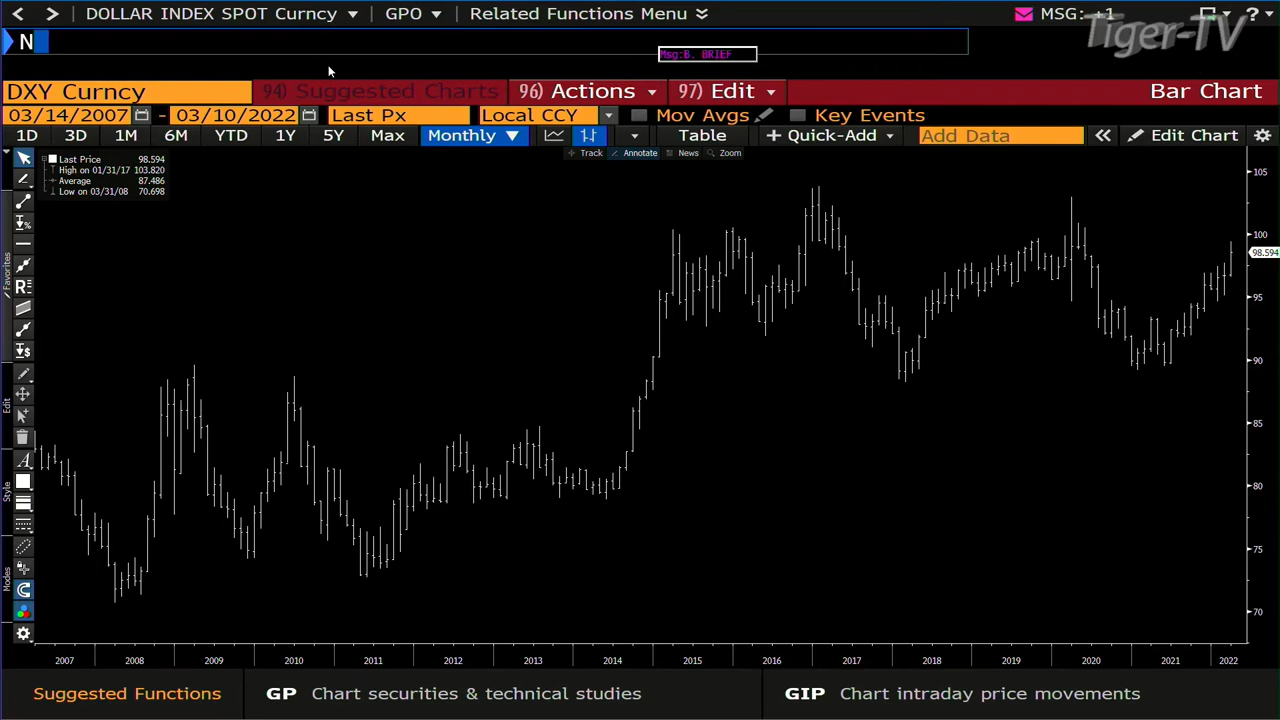 DOLLAR INDEX SPOT Curncy GPO Related Functions Menu MSG: +1 ?
Tiger-TV
N
Msg:B. BRIEF
DXY Curncy 94) Suggested Charts 96) Actions 97) Edit Bar Chart
03/14/2007 - 03/10/2022 Last Px Local CCY Mov Avgs Key Events
1D 3D 1M 6M YTD 1Y 5Y Max Monthly Table + Quick-Add Add Data Edit Chart
Track Annotate News Zoom
Last Price 98.594
High on 01/31/17 103.820
Average 87.486
Low on 03/31/08 70.698
Favorites
Edit
Style
Modes
105
100
98.594
95
90
85
80
75
70
2007 2008 2009 2010 2011 2012 2013 2014 2015 2016 2017 2018 2019 2020 2021 2022
Suggested Functions GP Chart securities & technical studies GIP Chart intraday price movements